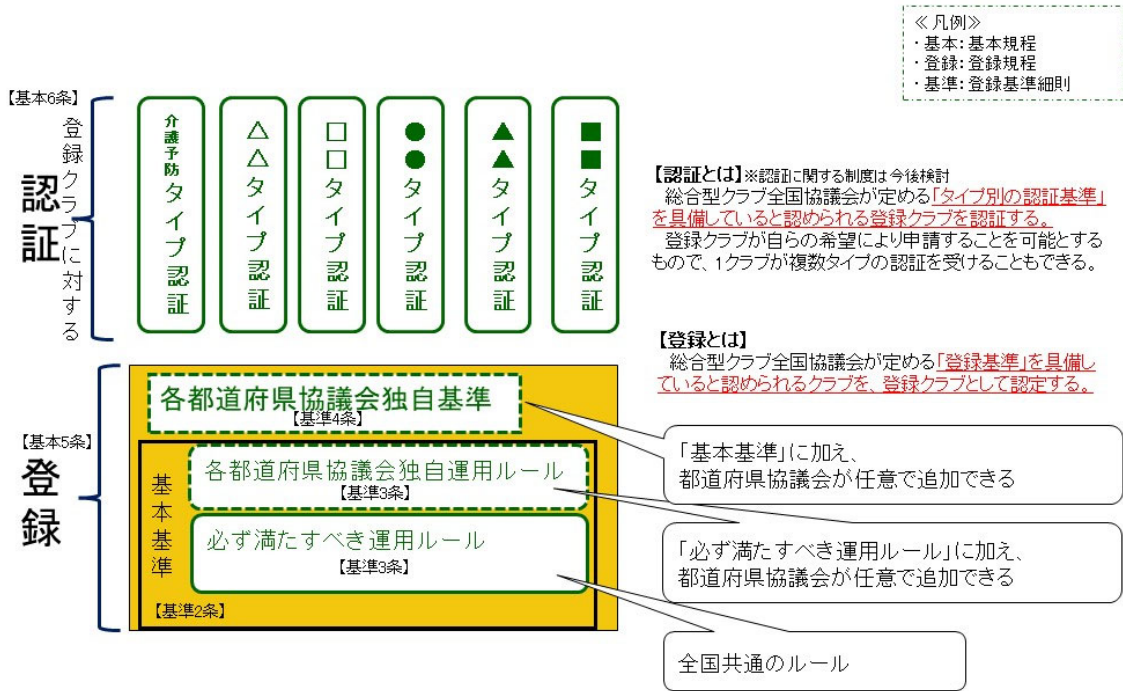 ≪凡例≫
・基本：基本規程
・登録：登録規程
・基準：登録基準細則
【基本6条】
登録クラブに対する
認証
介護予防タイプ認証
△△タイプ認証
□□タイプ認証
●●タイプ認証
▲▲タイプ認証
■■タイプ認証
【認証とは】※認証に関する制度は今後検討
総合型クラブ全国協議会が定める「タイプ別の認証基準」
を具備していると認められる登録クラブを認証する。
登録クラブが自らの希望により申請することを可能とする
もので、1クラブが複数タイプの認証を受けることもできる。
【登録とは】
総合型クラブ全国協議会が定める「登録基準」を具備し
ていると認められるクラブを、登録クラブとして認定する。
【基本5条】
登録
各都道府県協議会独自基準
【基準4条】
基本基準
各都道府県協議会独自運用ルール
【基準3条】
必ず満たすべき運用ルール
【基準3条】
【基準2条】
「基本基準」に加え、
都道府県協議会が任意で追加できる
「必ず満たすべき運用ルール」に加え、
都道府県協議会が任意で追加できる
全国共通のルール